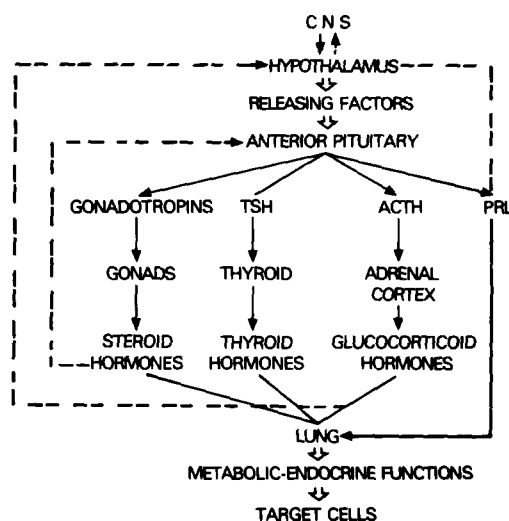 C N S
HYPOTHALAMUS
RELEASING FACTORS
ANTERIOR PITUITARY
GONADOTROPINS TSH ACTH PRL
GONADS THYROID ADRENAL
CORTEX
STEROID THYROID GLUCOCORTICOID
HORMONES HORMONES HORMONES
LUNG
METABOLIC-ENDOCRINE FUNCTIONS
TARGET CELLS